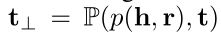 t⊥ = ℙ(p(h, r), t)